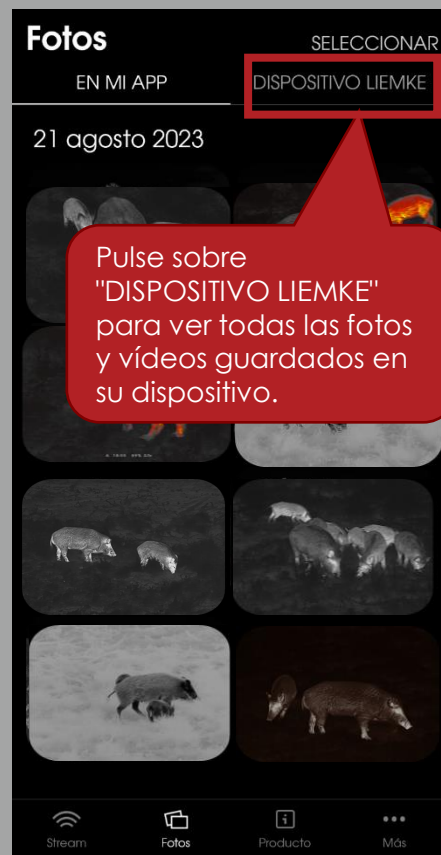 Fotos
SELECCIONAR
EN MI APP
DISPOSITIVO LIEMKE
21 agosto 2023
Pulse sobre
"DISPOSITIVO LIEMKE"
para ver todas las fotos
y vídeos guardados en
su dispositivo.
Stream
Fotos
Producto
Más